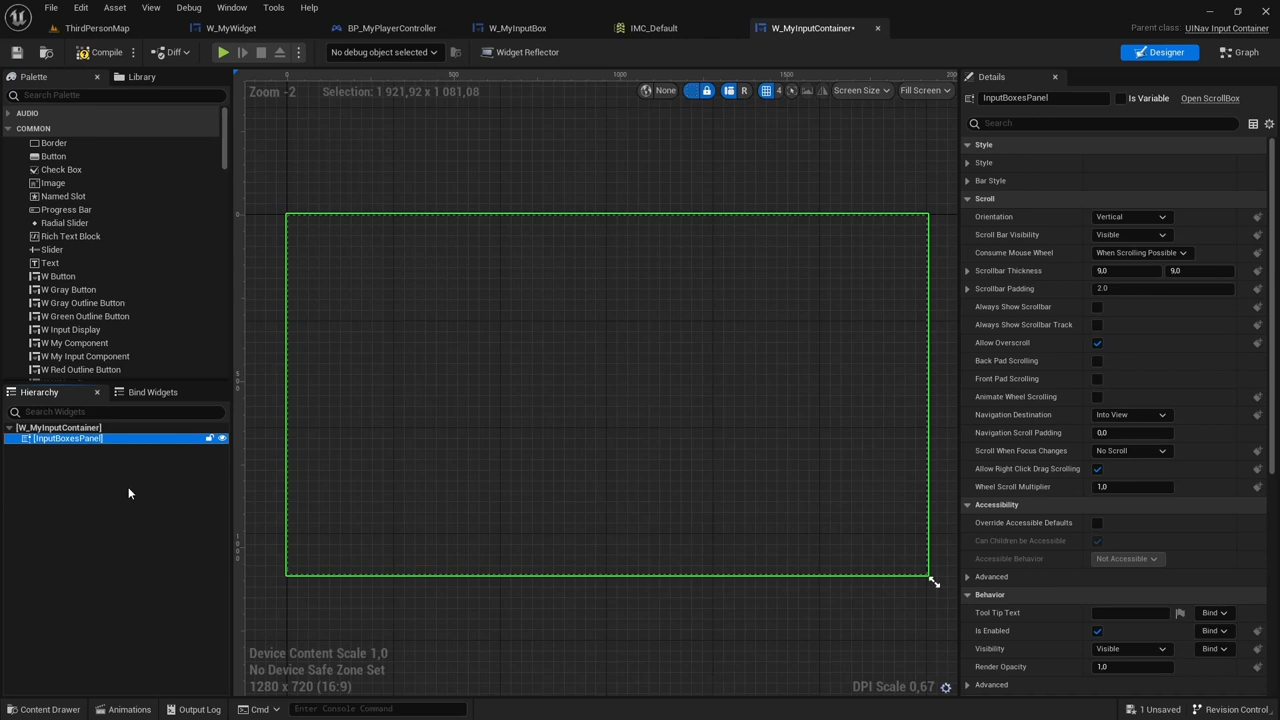 File Edit Asset View Debug Window Tools Help
ThirdPersonMap W_MyWidget BP_MyPlayerController W_MyInputBox IMC_Default W_MyInputContainer• Parent class: UINav Input Container
Compile Diff No debug object selected Widget Reflector Designer Graph
Palette Library
Search Palette
AUDIO
COMMON
Border
Button
Check Box
Image
Named Slot
Progress Bar
Radial Slider
Rich Text Block
Slider
Text
W Button
W Gray Button
W Gray Outline Button
W Green Outline Button
W Input Display
W My Component
W My Input Component
W Red Outline Button
Hierarchy Bind Widgets
Search Widgets
[W_MyInputContainer]
[InputBoxesPanel]
0 500 1000 1500 2000
Zoom -2 Selection: 1 921,92 x 1 081,08 None R 4 Screen Size Fill Screen
0
5 0 0
1 0 0 0
Device Content Scale 1,0
No Device Safe Zone Set
1280 x 720 (16:9) DPI Scale 0,67
Details
InputBoxesPanel Is Variable Open ScrollBox
Search
Style
Style
Bar Style
Scroll
Orientation Vertical
Scroll Bar Visibility Visible
Consume Mouse Wheel When Scrolling Possible
Scrollbar Thickness 9,0 9,0
Scrollbar Padding 2.0
Always Show Scrollbar
Always Show Scrollbar Track
Allow Overscroll
Back Pad Scrolling
Front Pad Scrolling
Animate Wheel Scrolling
Navigation Destination Into View
Navigation Scroll Padding 0,0
Scroll When Focus Changes No Scroll
Allow Right Click Drag Scrolling
Wheel Scroll Multiplier 1,0
Accessibility
Override Accessible Defaults
Can Children be Accessible
Accessible Behavior Not Accessible
Advanced
Behavior
Tool Tip Text Bind
Is Enabled Bind
Visibility Visible Bind
Render Opacity 1,0
Advanced
Content Drawer Animations Output Log Cmd Enter Console Command 1 Unsaved Revision Control